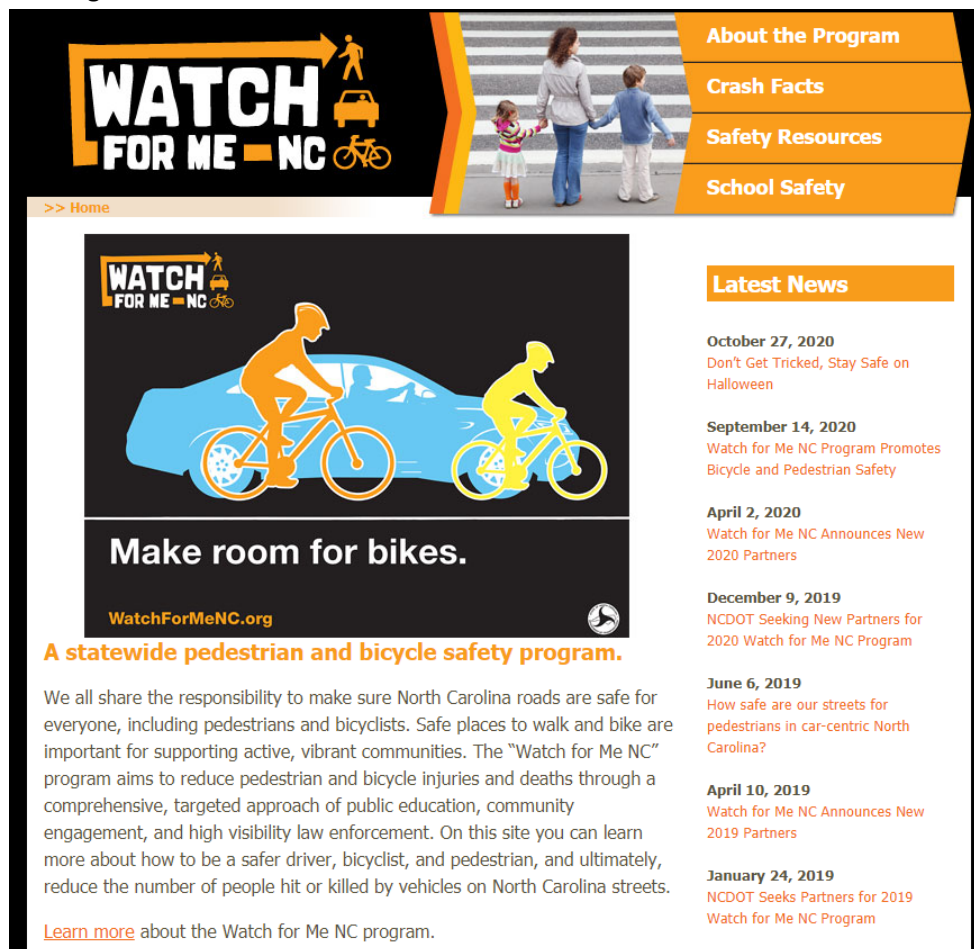 WATCH
FOR ME NC
About the Program
Crash Facts
Safety Resources
School Safety
>> Home
WATCH
FOR ME NC
Make room for bikes.
WatchForMeNC.org
A statewide pedestrian and bicycle safety program.
We all share the responsibility to make sure North Carolina roads are safe for
everyone, including pedestrians and bicyclists. Safe places to walk and bike are
important for supporting active, vibrant communities. The “Watch for Me NC”
program aims to reduce pedestrian and bicycle injuries and deaths through a
comprehensive, targeted approach of public education, community
engagement, and high visibility law enforcement. On this site you can learn
more about how to be a safer driver, bicyclist, and pedestrian, and ultimately,
reduce the number of people hit or killed by vehicles on North Carolina streets.
Learn more about the Watch for Me NC program.
Latest News
October 27, 2020
Don’t Get Tricked, Stay Safe on
Halloween
September 14, 2020
Watch for Me NC Program Promotes
Bicycle and Pedestrian Safety
April 2, 2020
Watch for Me NC Announces New
2020 Partners
December 9, 2019
NCDOT Seeking New Partners for
2020 Watch for Me NC Program
June 6, 2019
How safe are our streets for
pedestrians in car-centric North
Carolina?
April 10, 2019
Watch for Me NC Announces New
2019 Partners
January 24, 2019
NCDOT Seeks Partners for 2019
Watch for Me NC Program